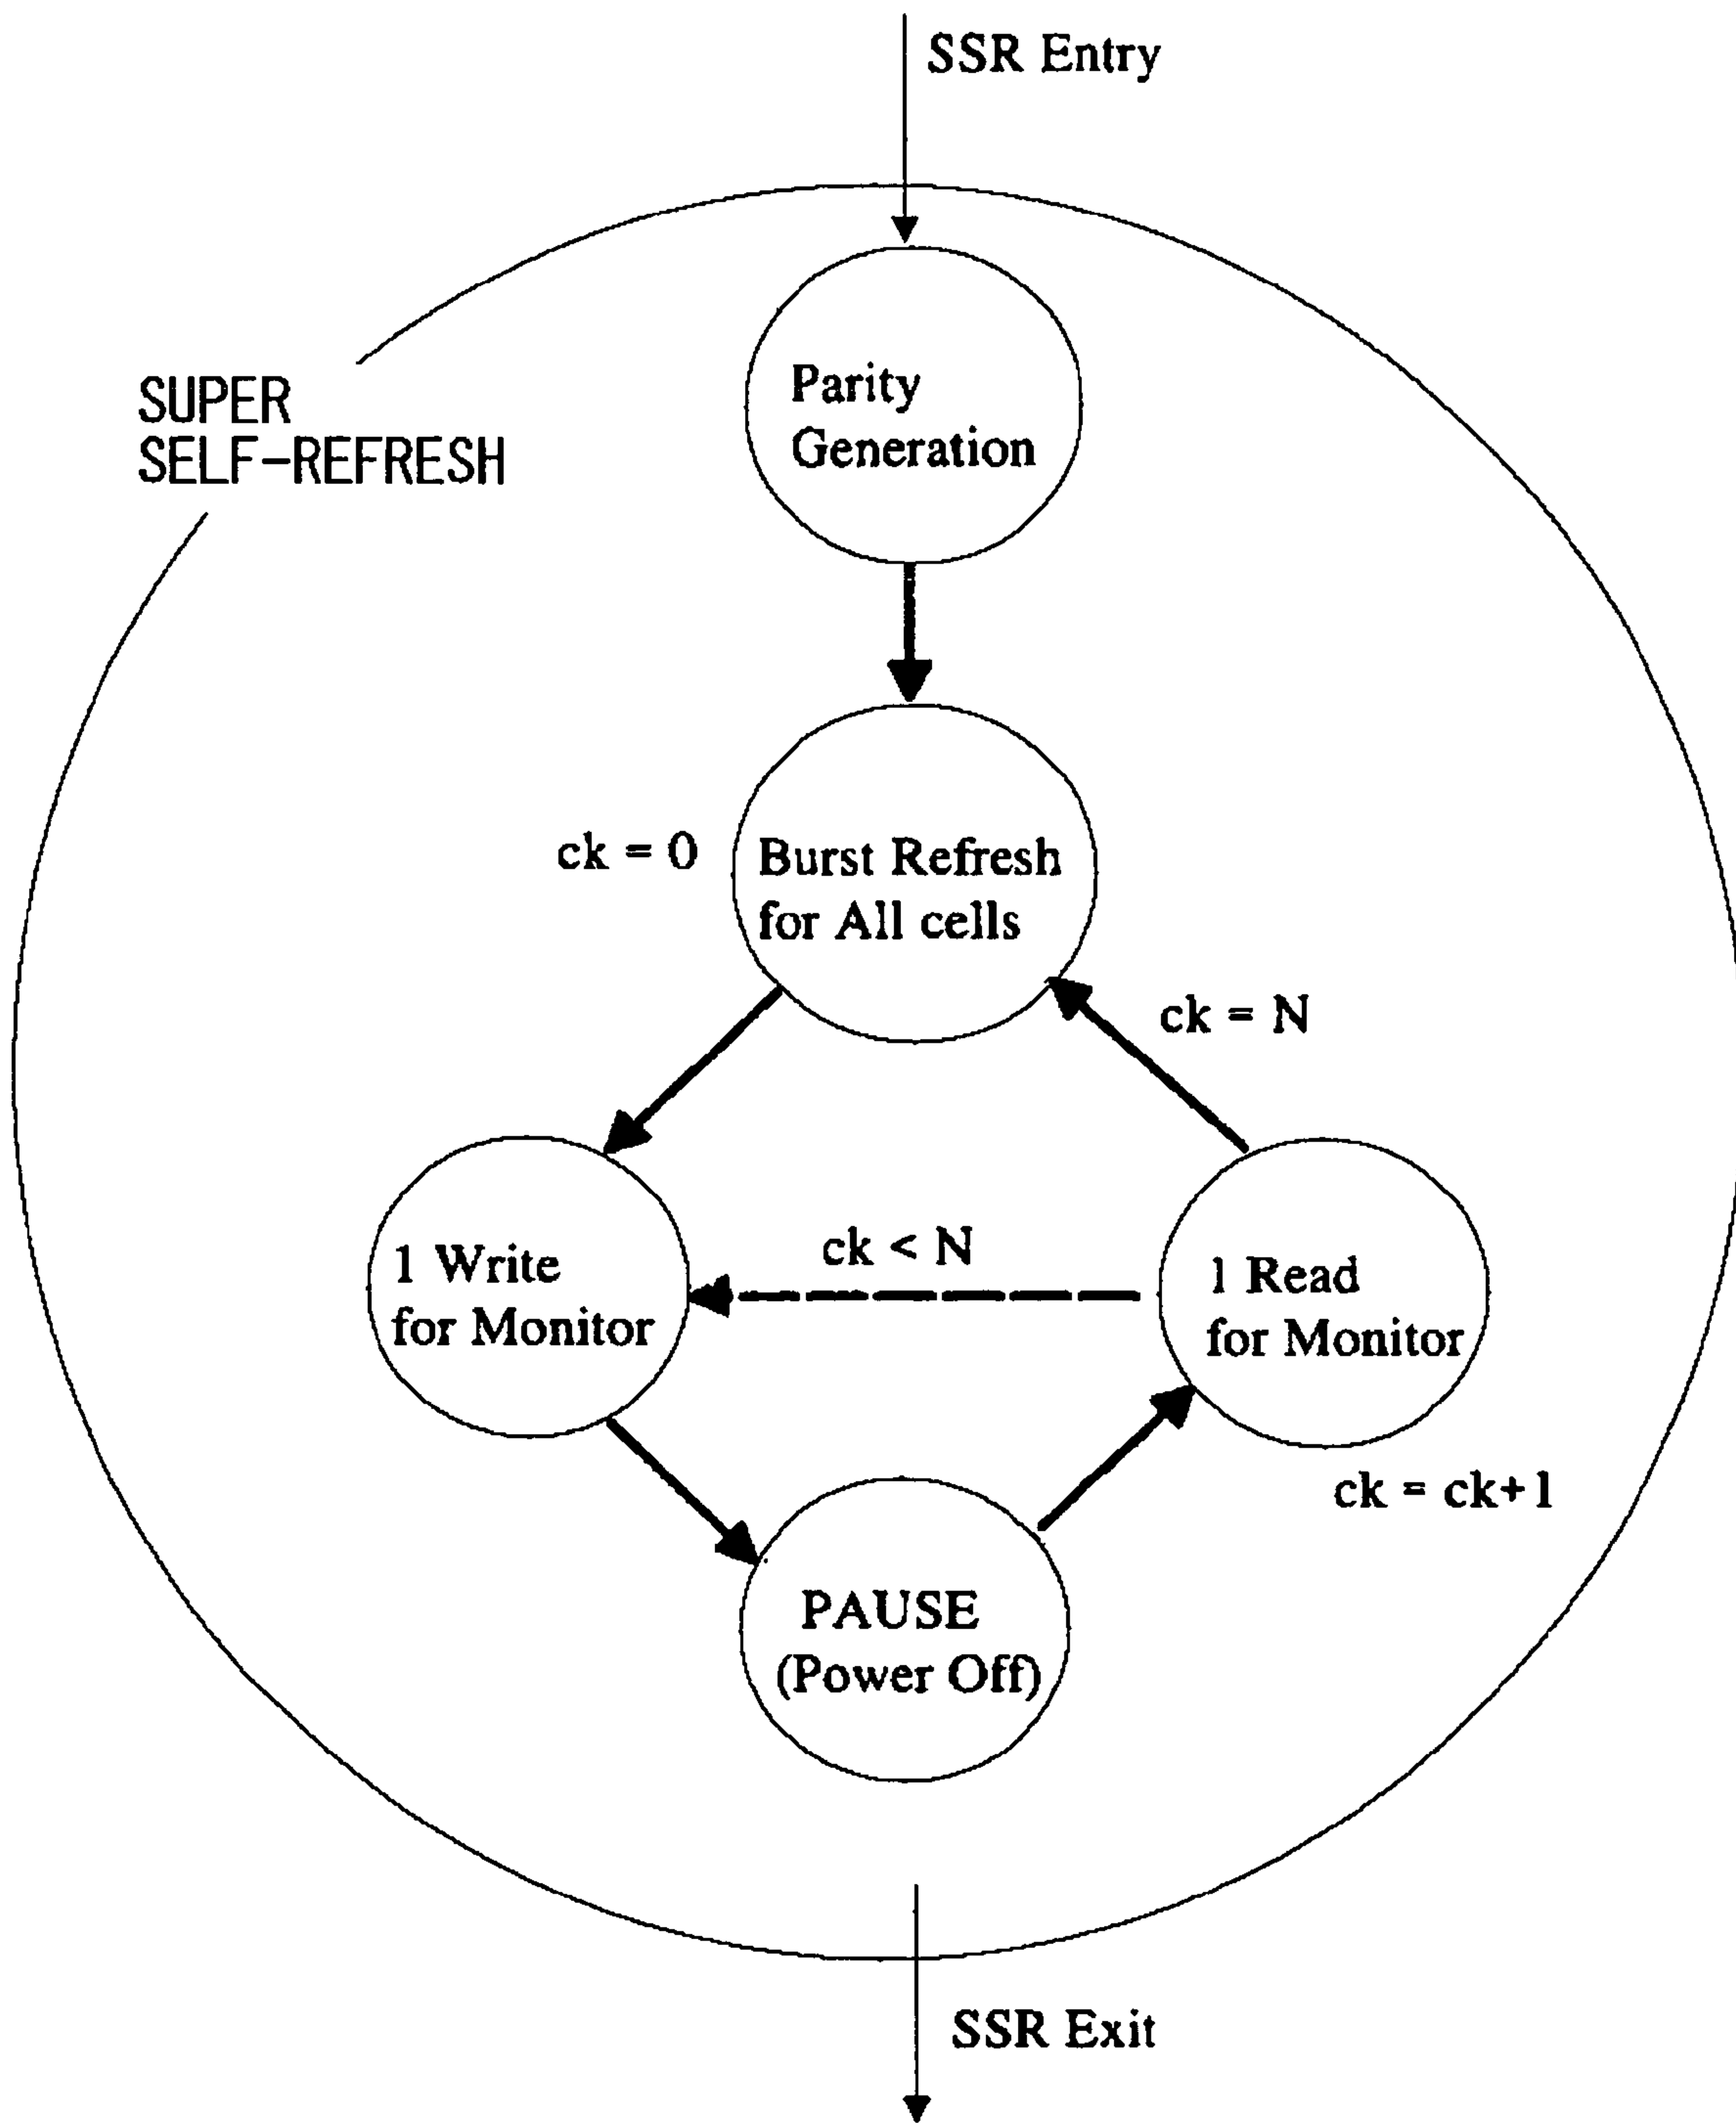 SSR Entry
SUPER
SELF-REFRESH
Parity
Generation
ck = 0
Burst Refresh
for All cells
ck = N
1 Write
for Monitor
ck < N
1 Read
for Monitor
ck = ck+1
PAUSE
(Power Off)
SSR Exit